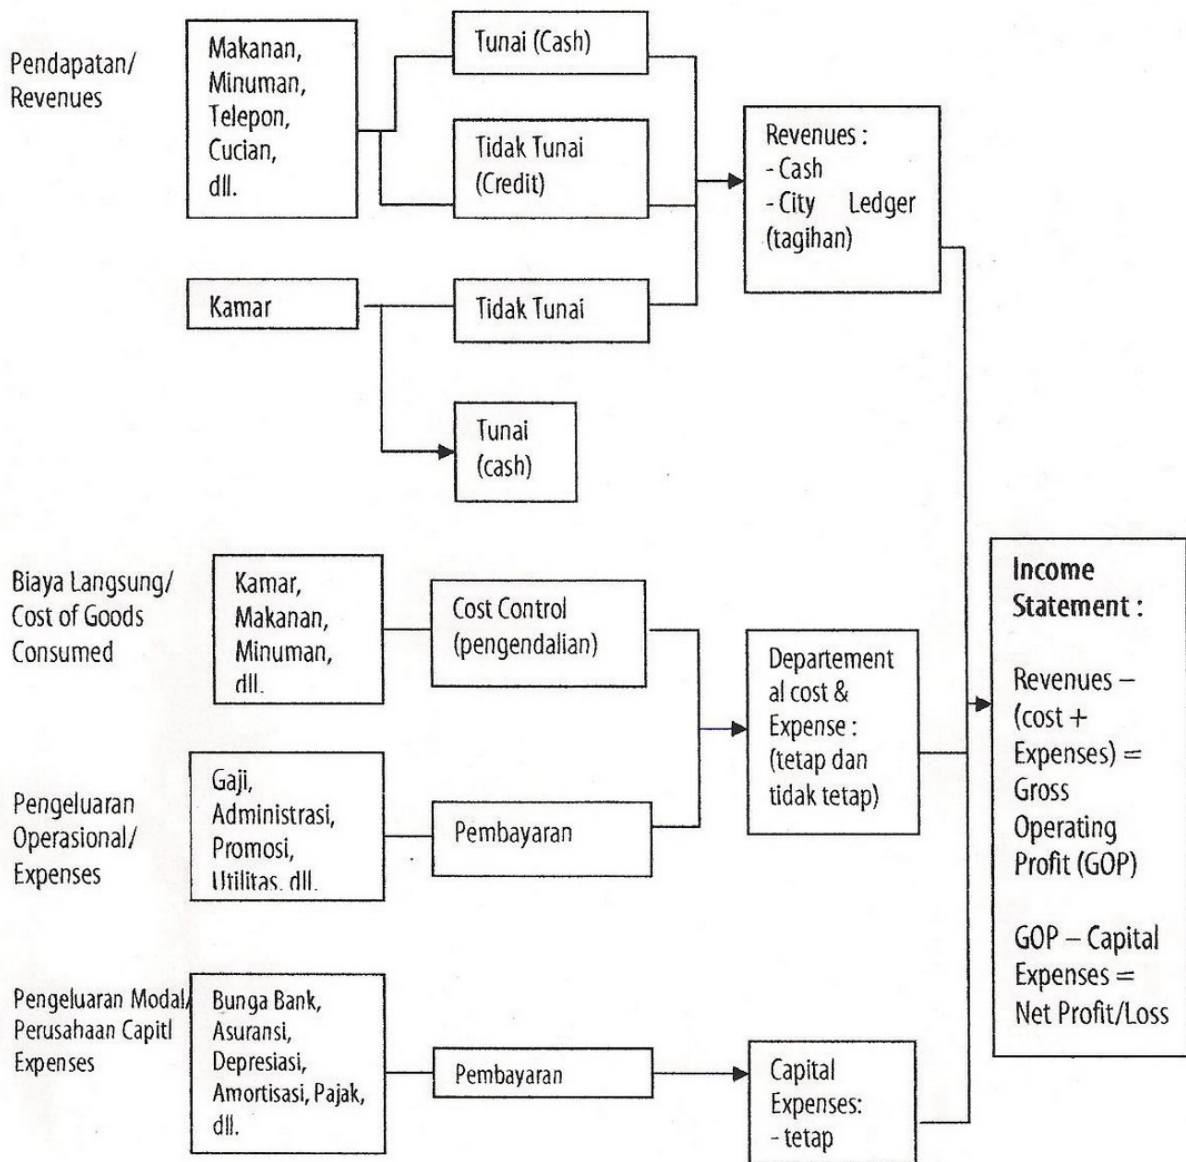 Pendapatan/
Revenues
Makanan,
Minuman,
Telepon,
Cucian,
dll.
Tunai (Cash)
Tidak Tunai
(Credit)
Revenues :
- Cash
- City Ledger
(tagihan)
Kamar
Tidak Tunai
Tunai
(cash)
Biaya Langsung/
Cost of Goods
Consumed
Kamar,
Makanan,
Minuman,
dll.
Cost Control
(pengendalian)
Departement
al cost &
Expense :
(tetap dan
tidak tetap)
Pengeluaran
Operasional/
Expenses
Gaji,
Administrasi,
Promosi,
Utilitas, dll.
Pembayaran
Pengeluaran Modal/
Perusahaan Capitl
Expenses
Bunga Bank,
Asuransi,
Depresiasi,
Amortisasi, Pajak,
dll.
Pembayaran
Capital
Expenses:
- tetap
Income
Statement :
Revenues –
(cost +
Expenses) =
Gross
Operating
Profit (GOP)
GOP – Capital
Expenses =
Net Profit/Loss